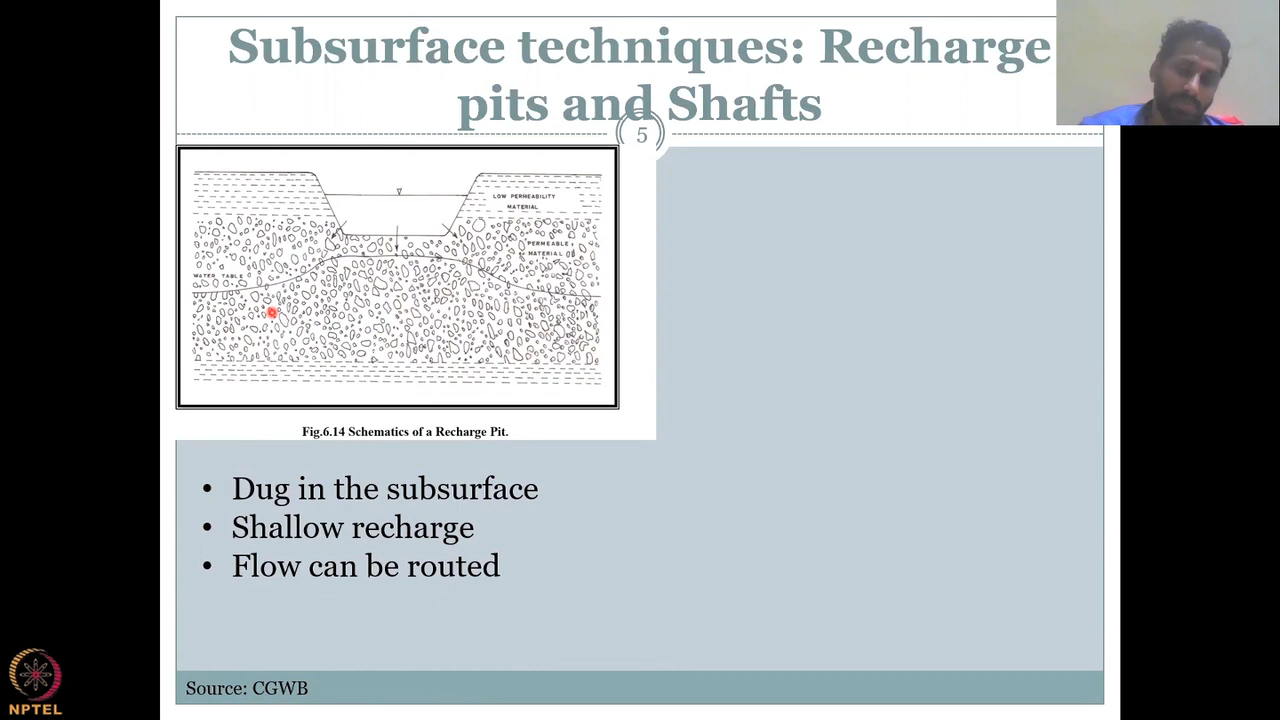 Subsurface techniques: Recharge
pits and Shafts
5
LOW PERMEABILITY
MATERIAL
PERMEABLE
MATERIAL
WATER TABLE
Fig.6.14 Schematics of a Recharge Pit.
• Dug in the subsurface
• Shallow recharge
• Flow can be routed
Source: CGWB
NPTEL